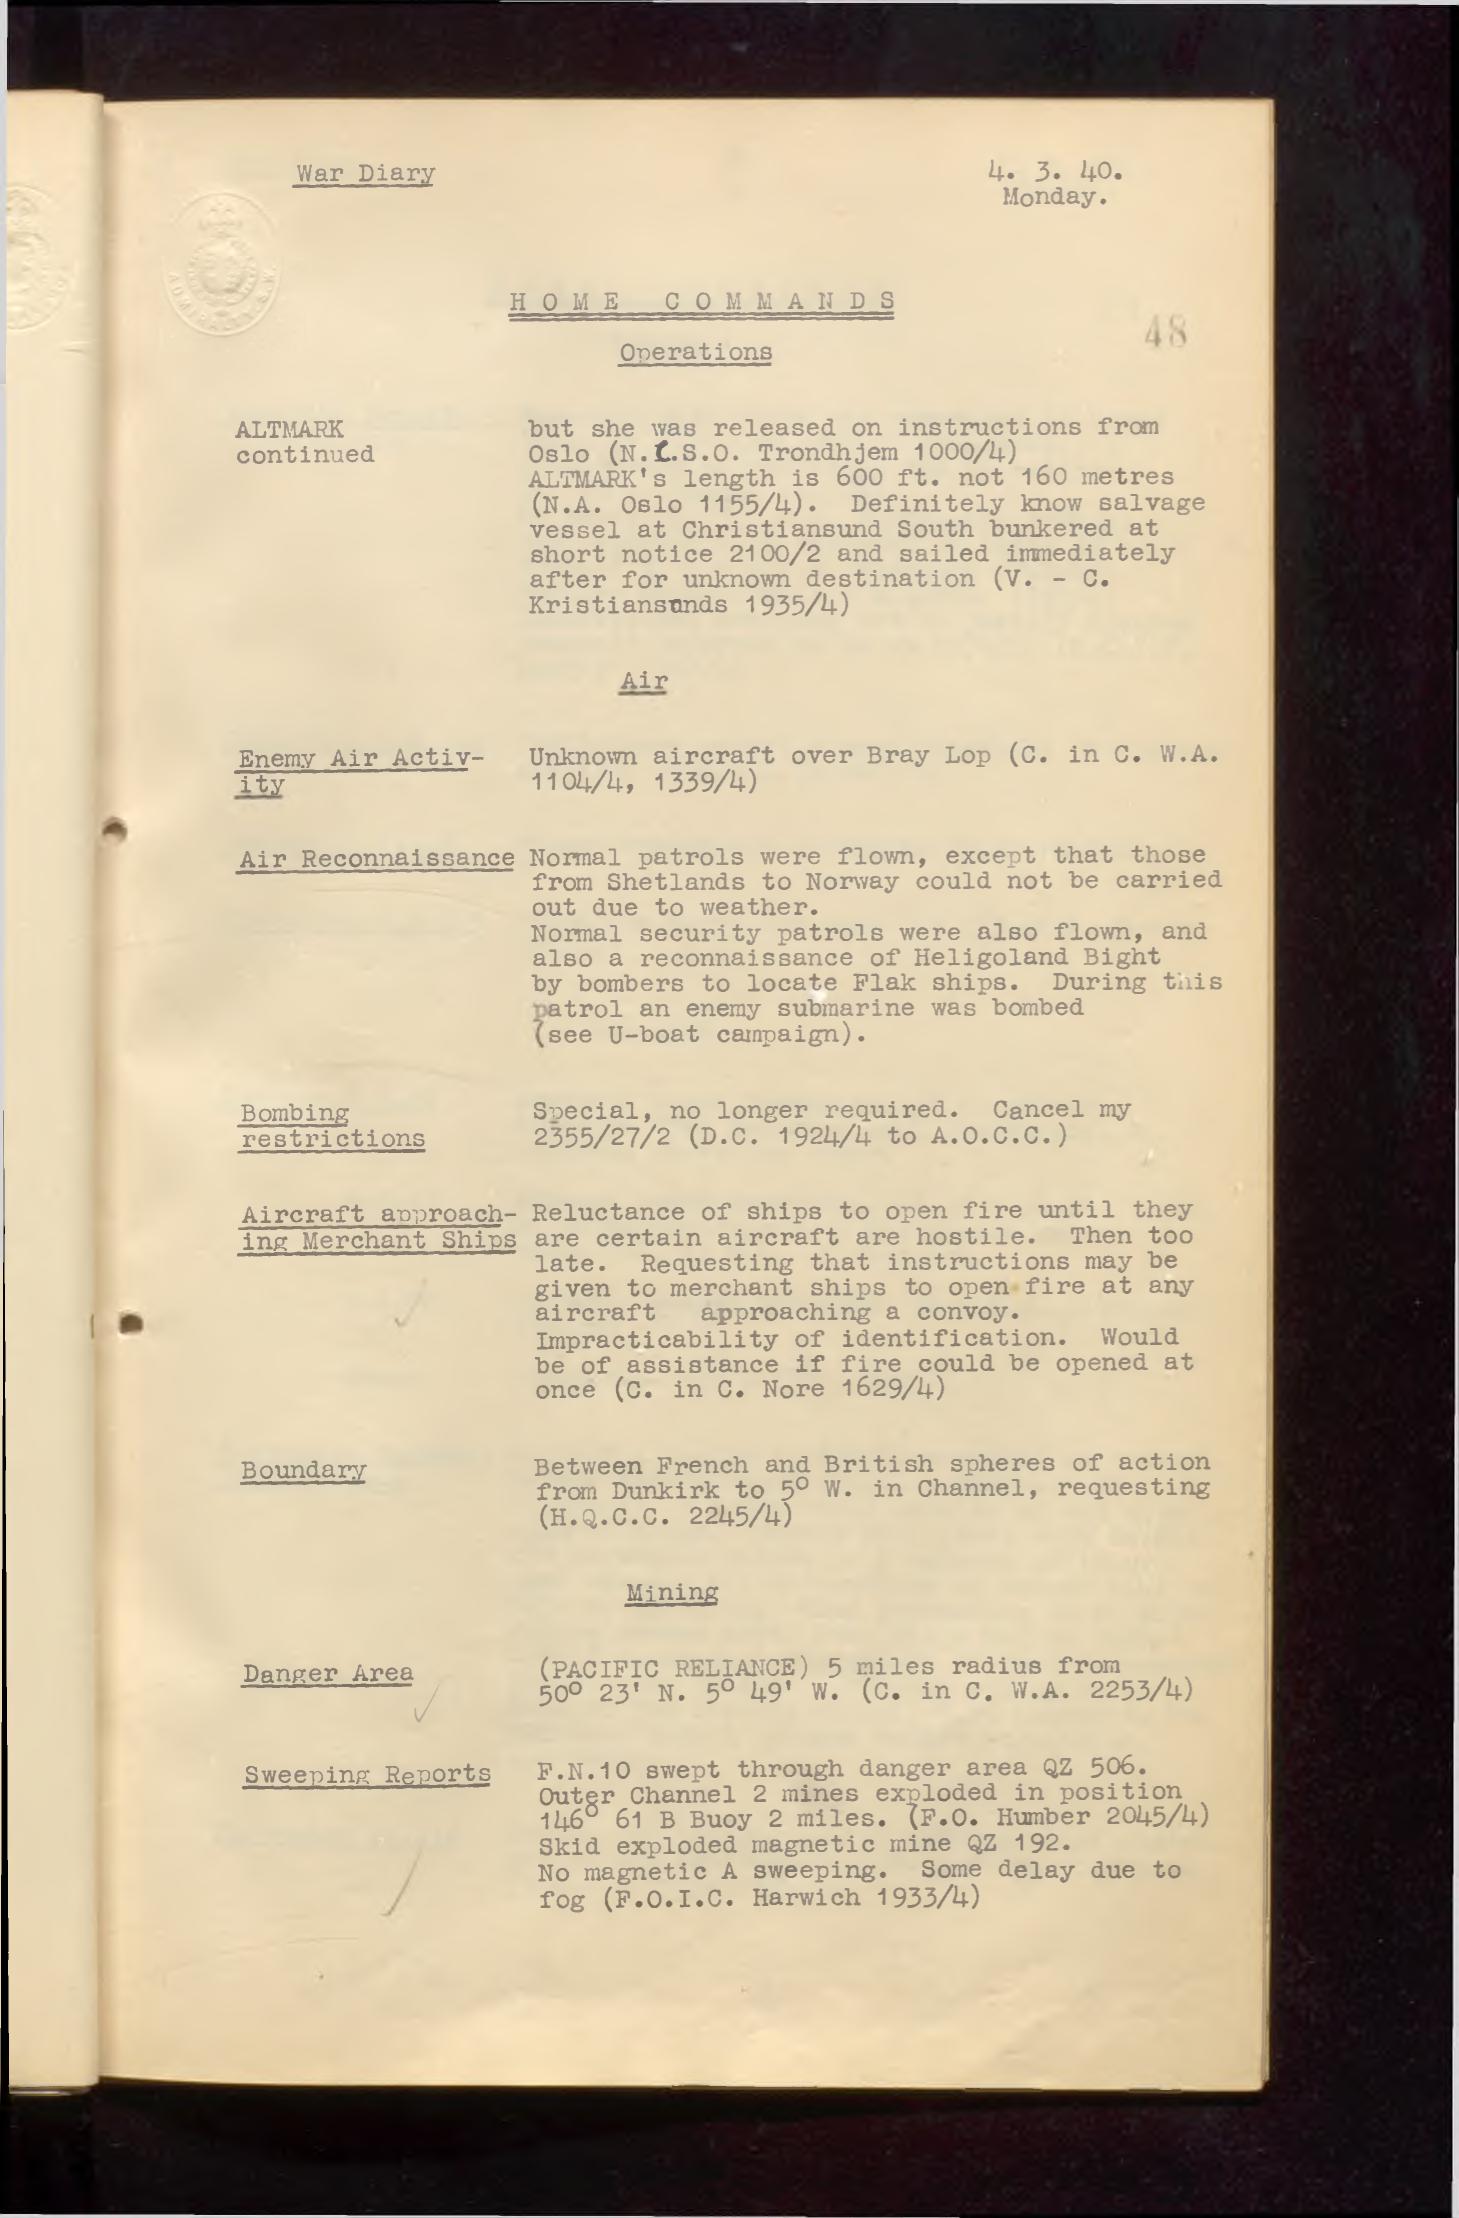 War Diary 4. 3. 40.
Monday.
ADMIRALTY S.W.
HOME COMMANDS
48
Operations
ALTMARK but she was released on instructions from
continued Oslo (N.C.S.O. Trondhjem 1000/4)
ALTMARK's length is 600 ft. not 160 metres
(N.A. Oslo 1155/4). Definitely know salvage
vessel at Christiansund South bunkered at
short notice 2100/2 and sailed immediately
after for unknown destination (V. - C.
Kristiansunds 1935/4)
Air
Enemy Air Activ- Unknown aircraft over Bray Lop (C. in C. W.A.
ity 1104/4, 1339/4)
Air Reconnaissance Normal patrols were flown, except that those
from Shetlands to Norway could not be carried
out due to weather.
Normal security patrols were also flown, and
also a reconnaissance of Heligoland Bight
by bombers to locate Flak ships. During this
patrol an enemy submarine was bombed
(see U-boat campaign).
Bombing Special, no longer required. Cancel my
restrictions 2355/27/2 (D.C. 1924/4 to A.O.C.C.)
Aircraft approach- Reluctance of ships to open fire until they
ing Merchant Ships are certain aircraft are hostile. Then too
late. Requesting that instructions may be
given to merchant ships to open fire at any
aircraft approaching a convoy.
Impracticability of identification. Would
be of assistance if fire could be opened at
once (C. in C. Nore 1629/4)
Boundary Between French and British spheres of action
from Dunkirk to 5° W. in Channel, requesting
(H.Q.C.C. 2245/4)
Mining
Danger Area (PACIFIC RELIANCE) 5 miles radius from
50° 23' N. 5° 49' W. (C. in C. W.A. 2253/4)
Sweeping Reports F.N.10 swept through danger area QZ 506.
Outer Channel 2 mines exploded in position
146° 61 B Buoy 2 miles. (F.O. Humber 2045/4)
Skid exploded magnetic mine QZ 192.
No magnetic A sweeping. Some delay due to
fog (F.O.I.C. Harwich 1933/4)